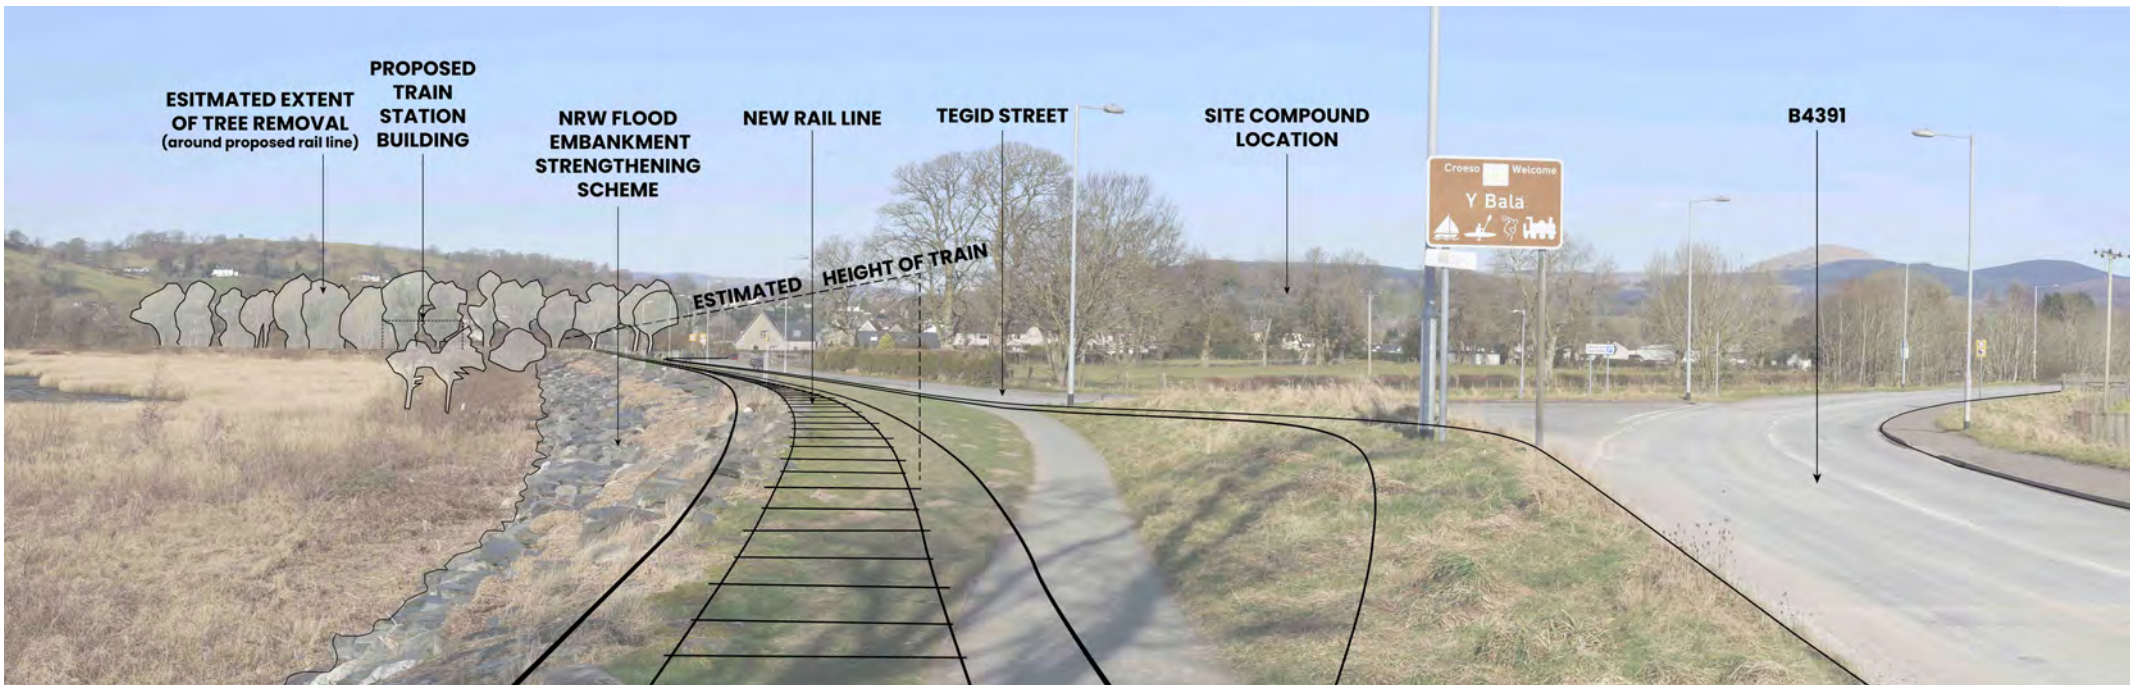 ESITMATED EXTENT
OF TREE REMOVAL
(around proposed rail line)
PROPOSED
TRAIN
STATION
BUILDING
NRW FLOOD
EMBANKMENT
STRENGTHENING
SCHEME
NEW RAIL LINE
TEGID STREET
SITE COMPOUND
LOCATION
B4391
ESTIMATED HEIGHT OF TRAIN
Croeso Welcome
Y Bala